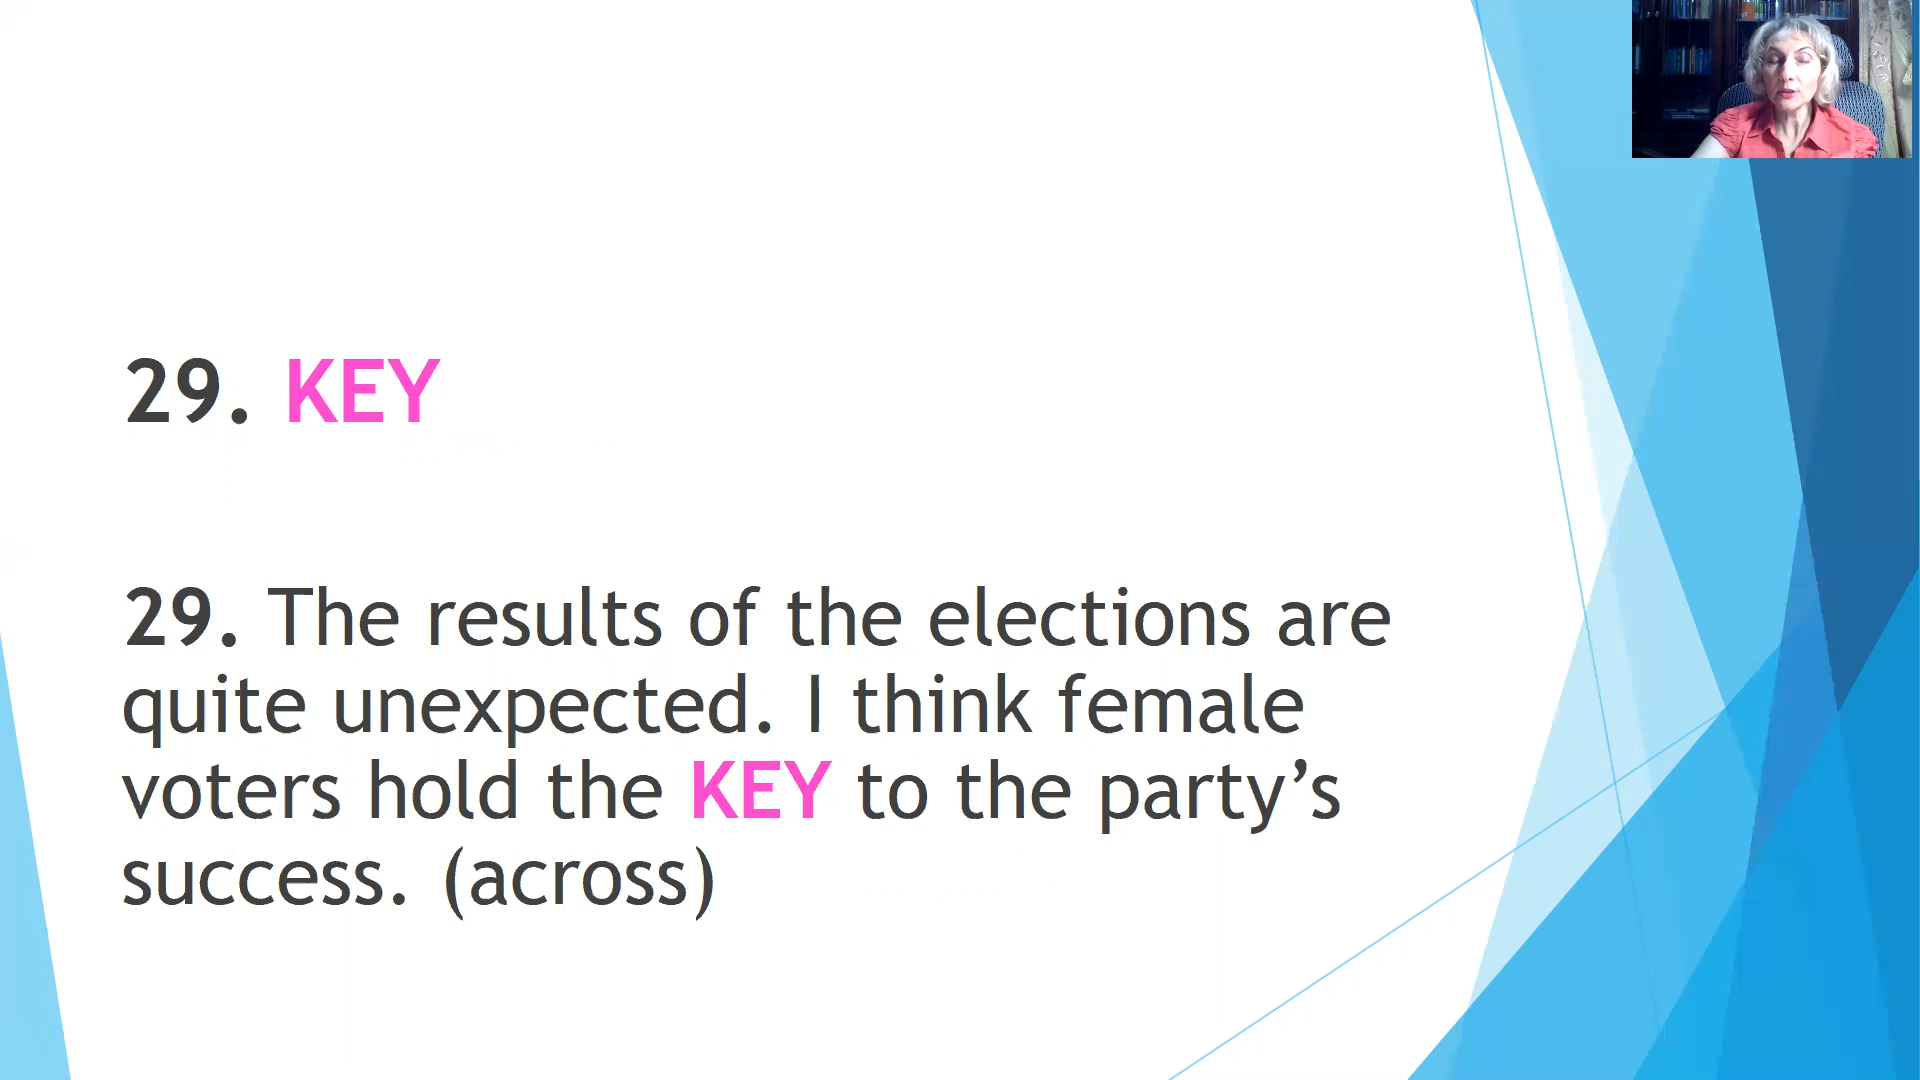 29. KEY
29. The results of the elections are
quite unexpected. I think female
voters hold the KEY to the party’s
success. (across)